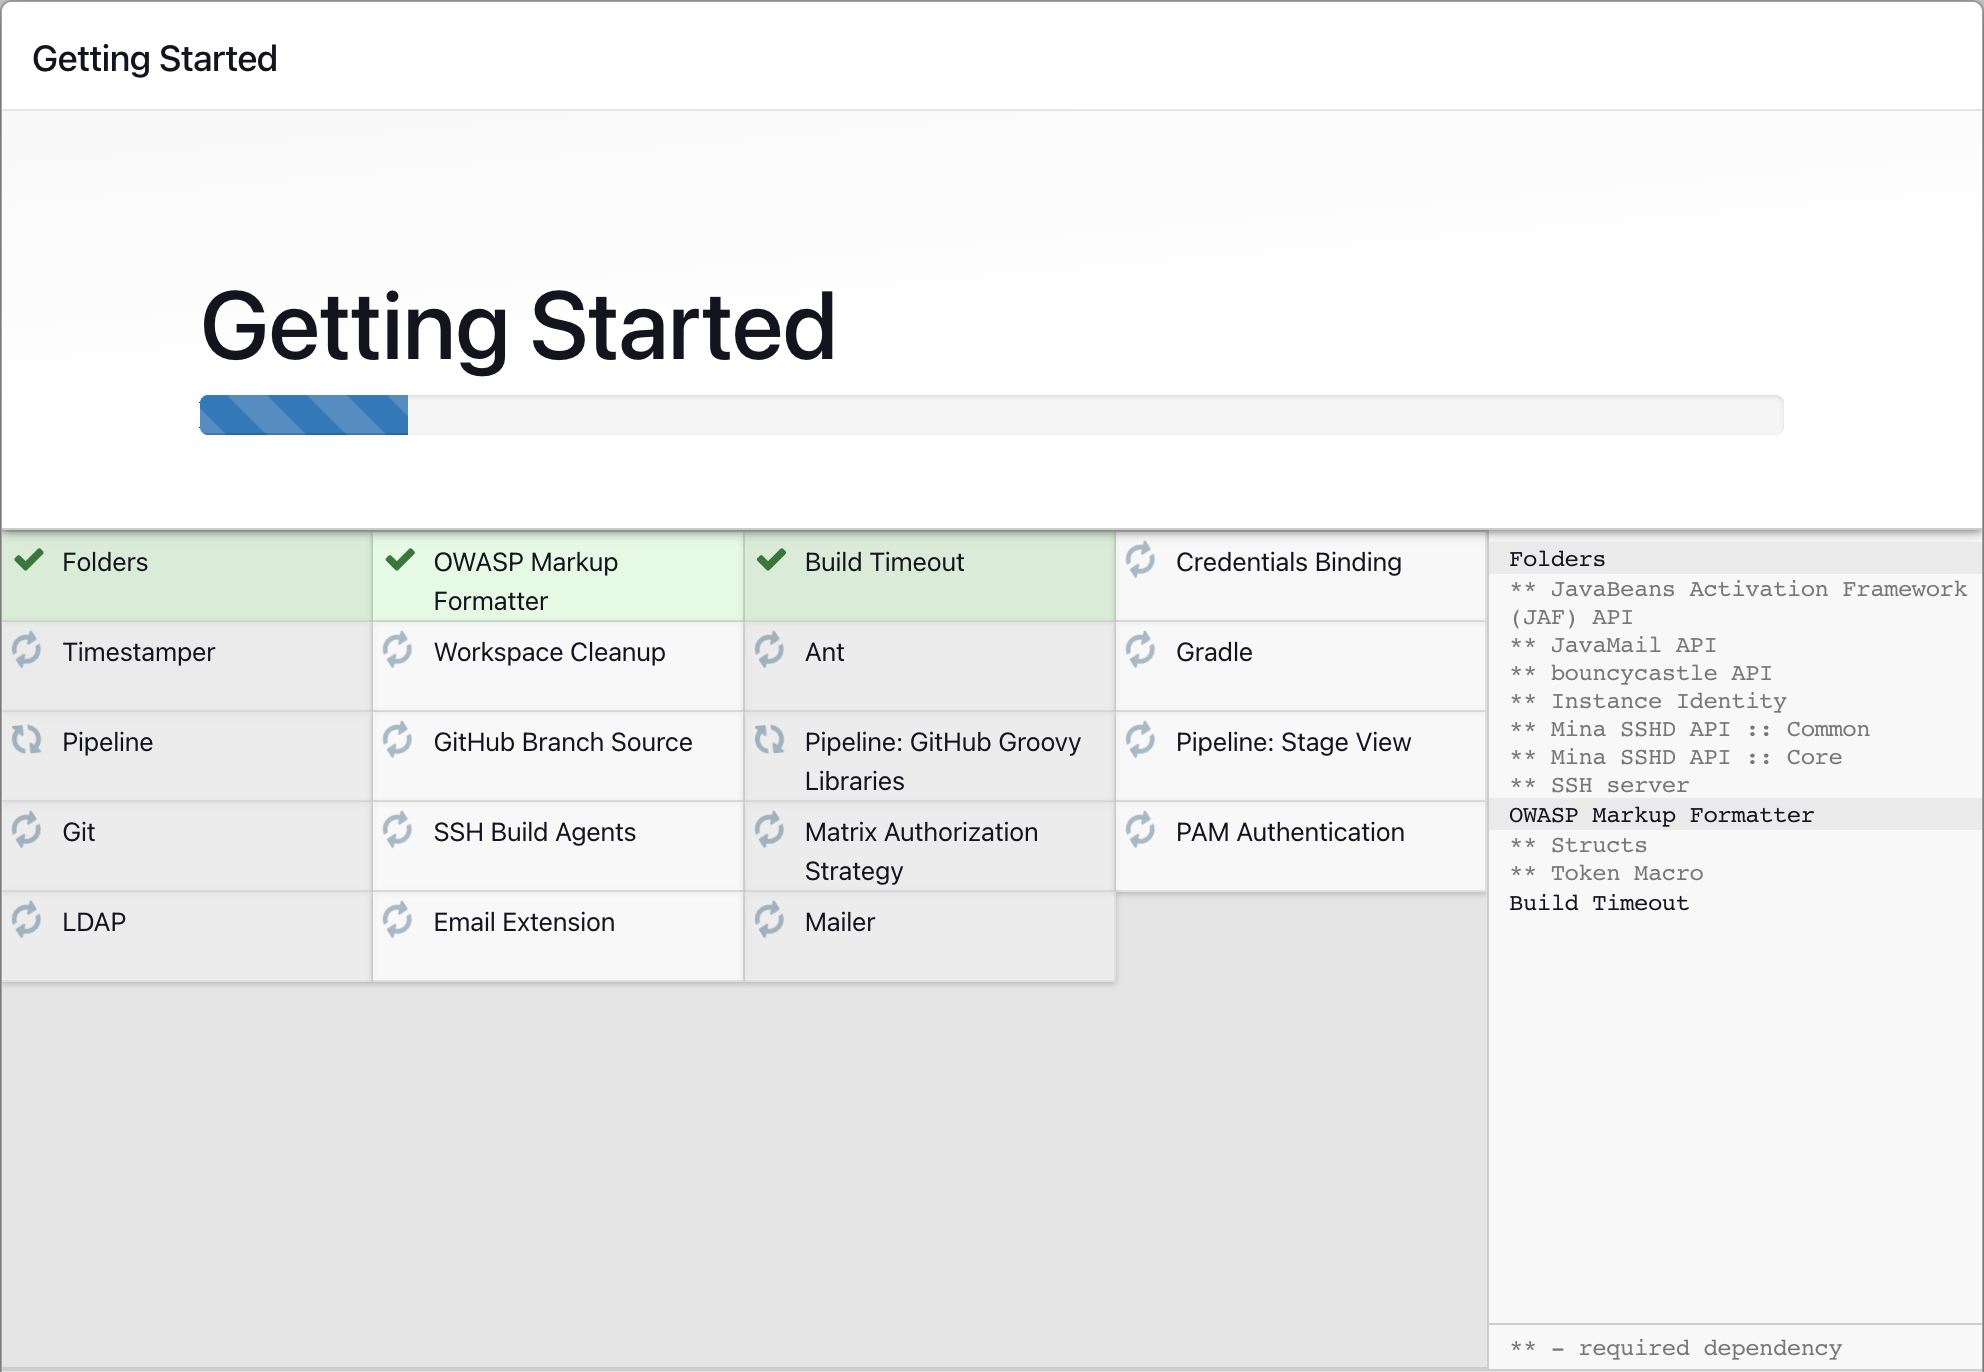 Getting Started
Getting Started
Folders
OWASP Markup
Formatter
Build Timeout
Credentials Binding
Timestamper
Workspace Cleanup
Ant
Gradle
Pipeline
GitHub Branch Source
Pipeline: GitHub Groovy
Libraries
Pipeline: Stage View
Git
SSH Build Agents
Matrix Authorization
Strategy
PAM Authentication
LDAP
Email Extension
Mailer
Folders
** JavaBeans Activation Framework
(JAF) API
** JavaMail API
** bouncycastle API
** Instance Identity
** Mina SSHD API :: Common
** Mina SSHD API :: Core
** SSH server
OWASP Markup Formatter
** Structs
** Token Macro
Build Timeout
** - required dependency